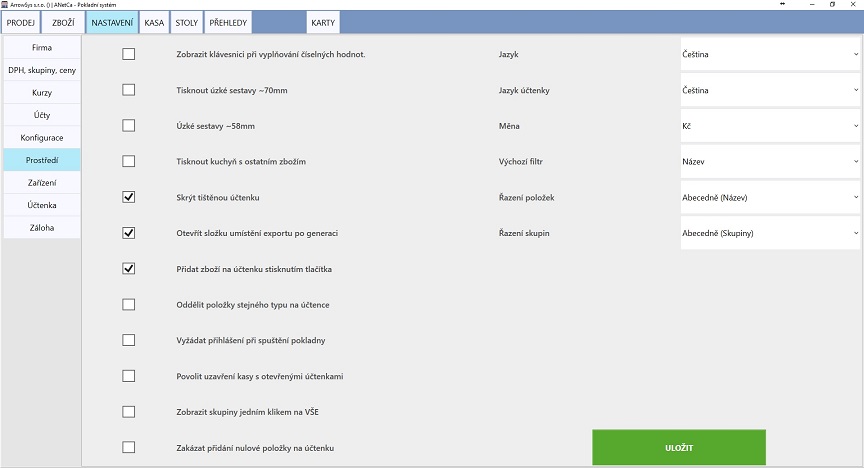 ArrowSys s.r.o. () | ANetCa - Pokladní systém
PRODEJ ZBOŽÍ NASTAVENÍ KASA STOLY PŘEHLEDY KARTY
Firma
DPH, skupiny, ceny
Kurzy
Účty
Konfigurace
Prostředí
Zařízení
Účtenka
Záloha
Zobrazit klávesnici při vyplňování číselných hodnot.
Tisknout úzké sestavy ~70mm
Úzké sestavy ~58mm
Tisknout kuchyň s ostatním zbožím
Skrýt tištěnou účtenku
Otevřít složku umístění exportu po generaci
Přidat zboží na účtenku stisknutím tlačítka
Oddělit položky stejného typu na účtence
Vyžádat přihlášení při spuštění pokladny
Povolit uzavření kasy s otevřenými účtenkami
Zobrazit skupiny jedním klikem na VŠE
Zakázat přidání nulové položky na účtenku
Jazyk Čeština
Jazyk účtenky Čeština
Měna Kč
Výchozí filtr Název
Řazení položek Abecedně (Název)
Řazení skupin Abecedně (Skupiny)
ULOŽIT